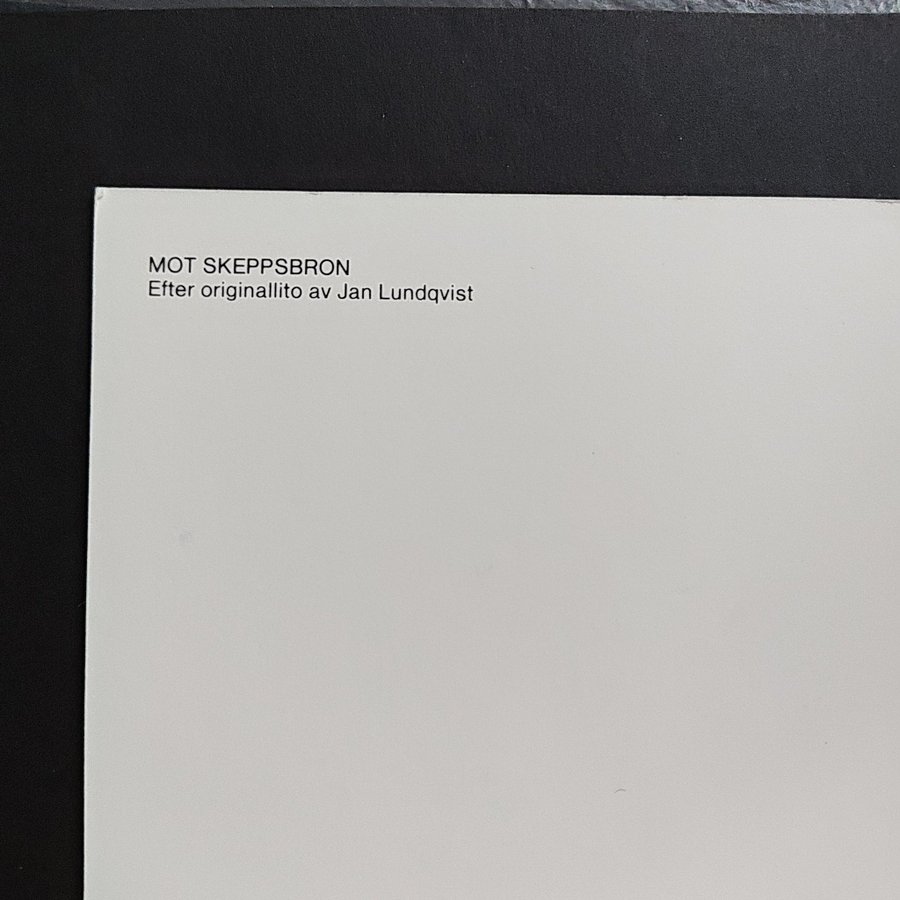 MOT SKEPPSBRON
Efter originallito av Jan Lundqvist